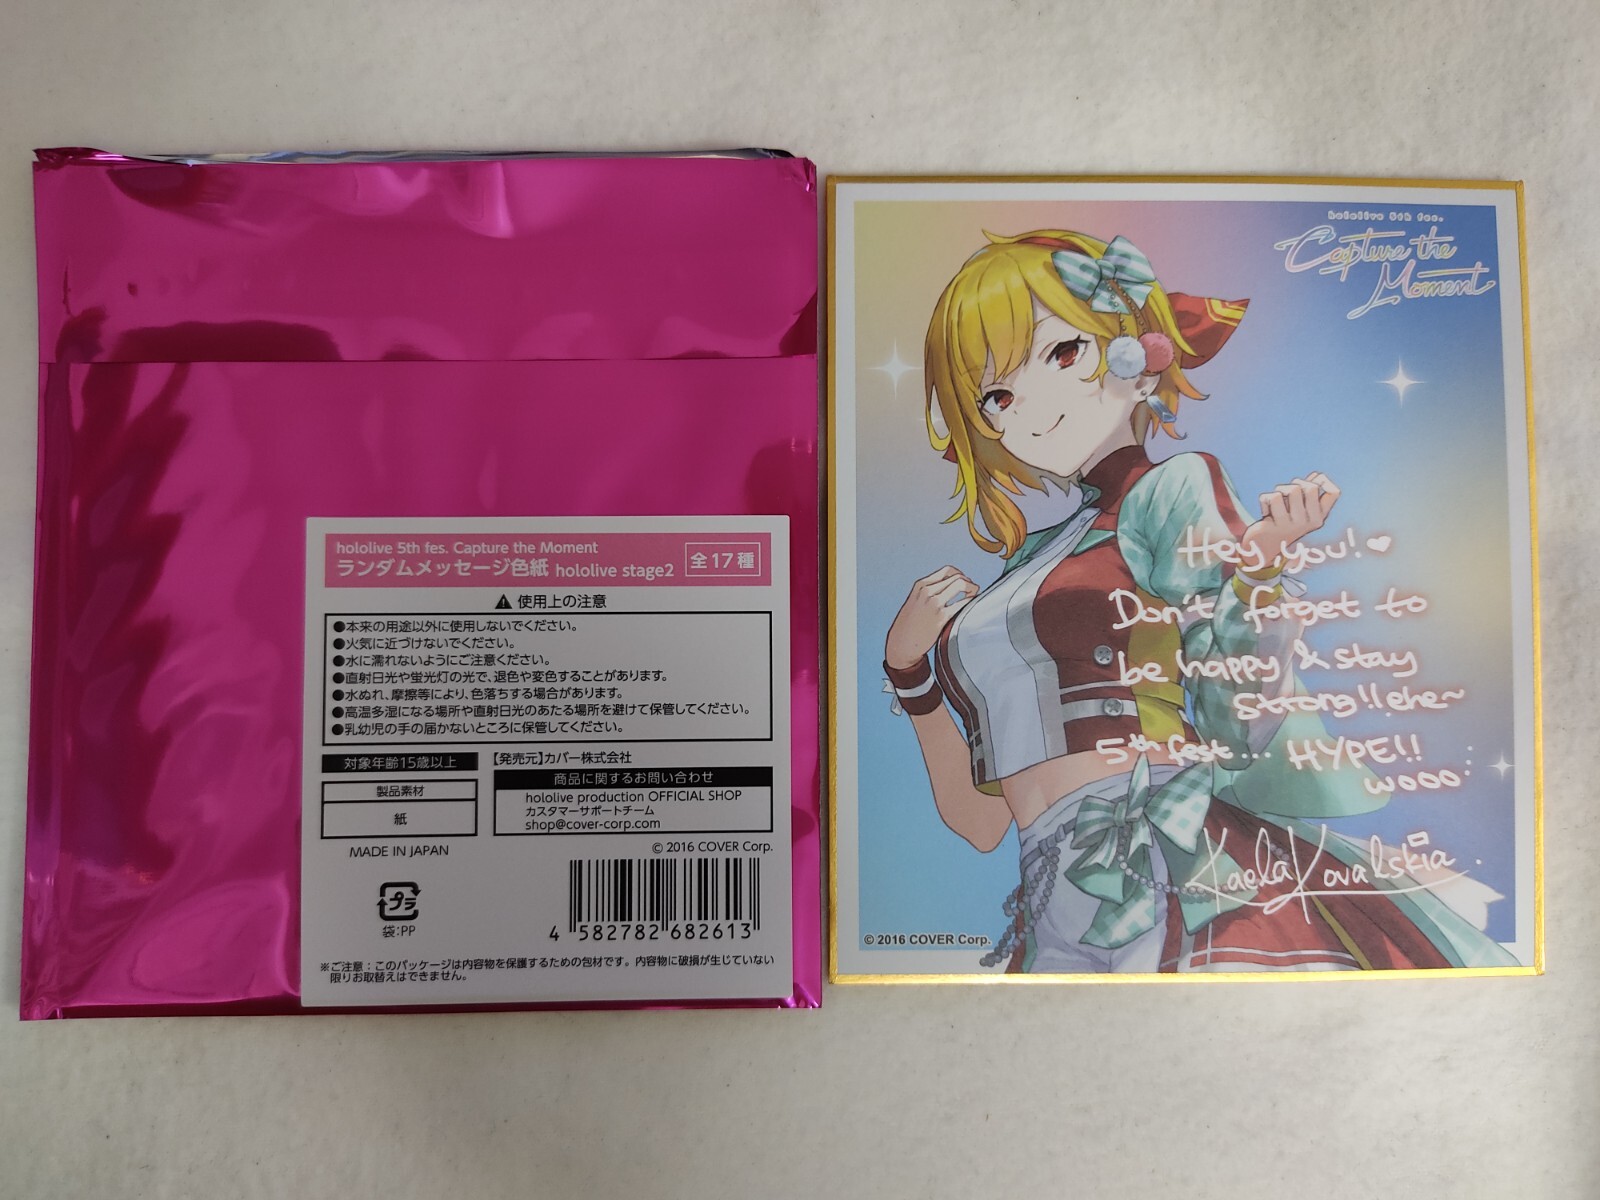 hololive 5th fes. Capture the Moment
ランダムメッセージ色紙 hololive stage2
全17種
使用上の注意
●本来の用途以外に使用しないでください。
●火気に近づけないでください。
●水に濡れないようにご注意ください。
●直射日光や蛍光灯の光で、退色や変色することがあります。
●水ぬれ、摩擦等により、色落ちする場合があります。
●高温多湿になる場所や直射日光のあたる場所を避けて保管してください。
●乳幼児の手の届かないところに保管してください。
対象年齢15歳以上
製品素材
紙
MADE IN JAPAN
【発売元】カバー株式会社
商品に関するお問い合わせ
hololive production OFFICIAL SHOP
カスタマーサポートチーム
shop@cover-corp.com
© 2016 COVER Corp.
プラ
袋:PP
4 582782 682613
※ご注意：このパッケージは内容物を保護するための包材です。内容物に破損が生じていない
限りお取替えはできません。
hololive 5th fes.
Capture the
Moment
Hey you! ♥
Don't forget to
be happy & stay
strong!! ehe~
5th fest... HYPE!!
wooo
Kaela Kovalskia
© 2016 COVER Corp.